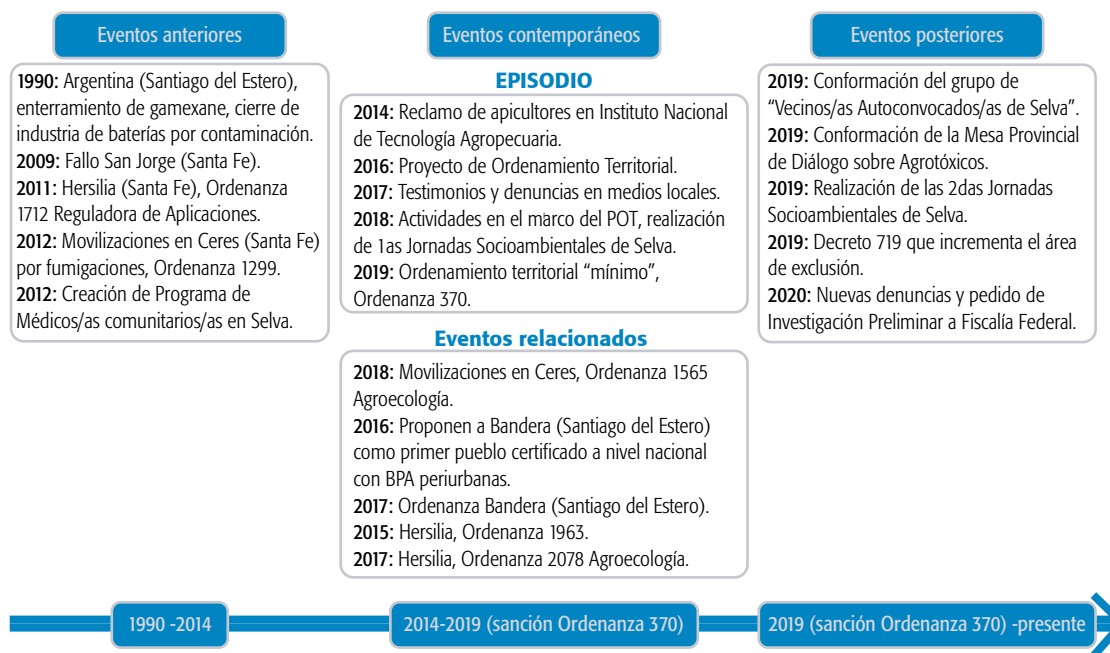 Eventos anteriores
1990: Argentina (Santiago del Estero),
enterramiento de gamexane, cierre de
industria de baterías por contaminación.
2009: Fallo San Jorge (Santa Fe).
2011: Hersilia (Santa Fe), Ordenanza
1712 Reguladora de Aplicaciones.
2012: Movilizaciones en Ceres (Santa Fe)
por fumigaciones, Ordenanza 1299.
2012: Creación de Programa de
Médicos/as comunitarios/as en Selva.
Eventos contemporáneos
EPISODIO
2014: Reclamo de apicultores en Instituto Nacional
de Tecnología Agropecuaria.
2016: Proyecto de Ordenamiento Territorial.
2017: Testimonios y denuncias en medios locales.
2018: Actividades en el marco del POT, realización
de 1as Jornadas Socioambientales de Selva.
2019: Ordenamiento territorial “mínimo”,
Ordenanza 370.
Eventos relacionados
2018: Movilizaciones en Ceres, Ordenanza 1565
Agroecología.
2016: Proponen a Bandera (Santiago del Estero)
como primer pueblo certificado a nivel nacional
con BPA periurbanas.
2017: Ordenanza Bandera (Santiago del Estero).
2015: Hersilia, Ordenanza 1963.
2017: Hersilia, Ordenanza 2078 Agroecología.
Eventos posteriores
2019: Conformación del grupo de
“Vecinos/as Autoconvocados/as de Selva”.
2019: Conformación de la Mesa Provincial
de Diálogo sobre Agrotóxicos.
2019: Realización de las 2das Jornadas
Socioambientales de Selva.
2019: Decreto 719 que incrementa el área
de exclusión.
2020: Nuevas denuncias y pedido de
Investigación Preliminar a Fiscalía Federal.
1990 -2014
2014-2019 (sanción Ordenanza 370)
2019 (sanción Ordenanza 370) -presente